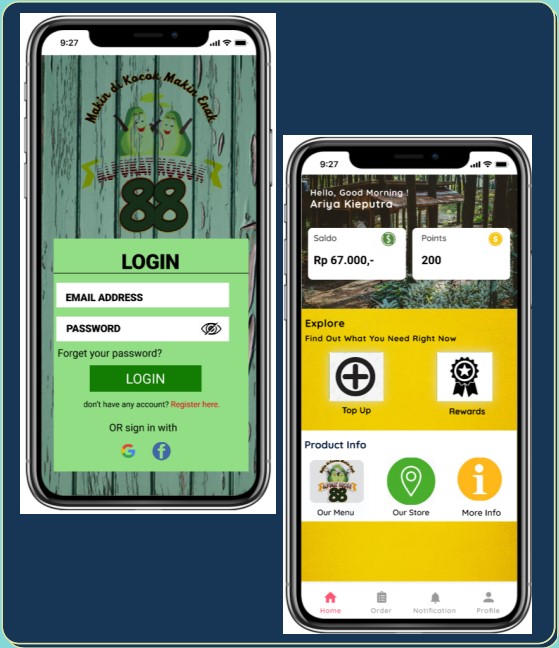 9:27
Makin di Kocok Makin Enak
88
LOGIN
EMAIL ADDRESS
PASSWORD
Forget your password?
LOGIN
don't have any account? Register here.
OR sign in with
9:27
Hello, Good Morning !
Ariya Kieputra
Saldo
Points
Rp 67.000,-
200
Explore
Find Out What You Need Right Now
Top Up
Rewards
Product Info
88
Our Menu
Our Store
More Info
Home
Order
Notification
Profile